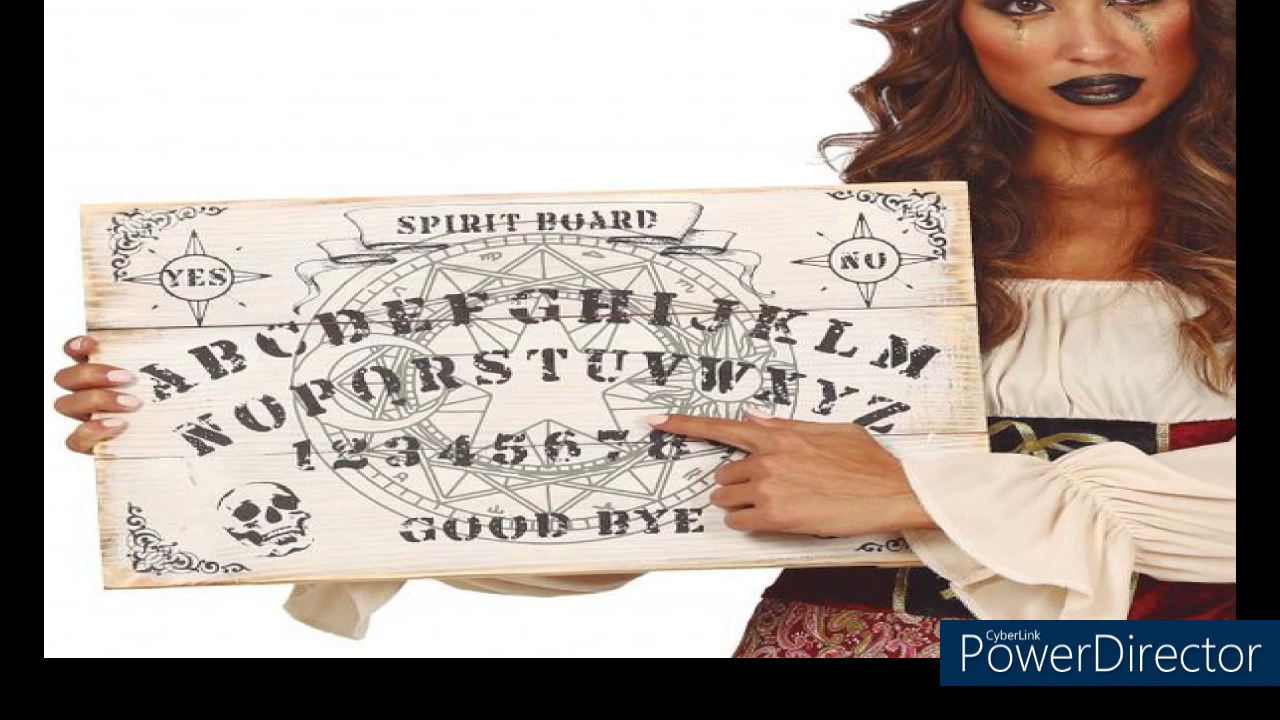 SPIRIT BOARD
YES
NO
ABCDEFGHIJKLM
NOPQRSTUVWXYZ
12345678
GOOD BYE
CyberLink
PowerDirector